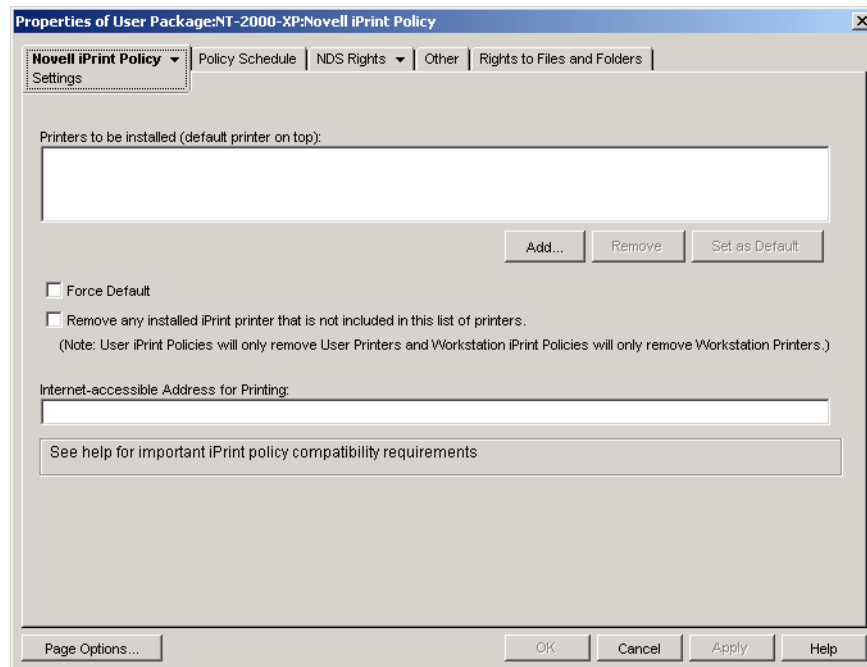 Properties of User Package:NT-2000-XP:Novell iPrint Policy
Novell iPrint Policy Policy Schedule NDS Rights Other Rights to Files and Folders
Settings
Printers to be installed (default printer on top):
Add... Remove Set as Default
Force Default
Remove any installed iPrint printer that is not included in this list of printers.
(Note: User iPrint Policies will only remove User Printers and Workstation iPrint Policies will only remove Workstation Printers.)
Internet-accessible Address for Printing:
See help for important iPrint policy compatibility requirements
Page Options... OK Cancel Apply Help